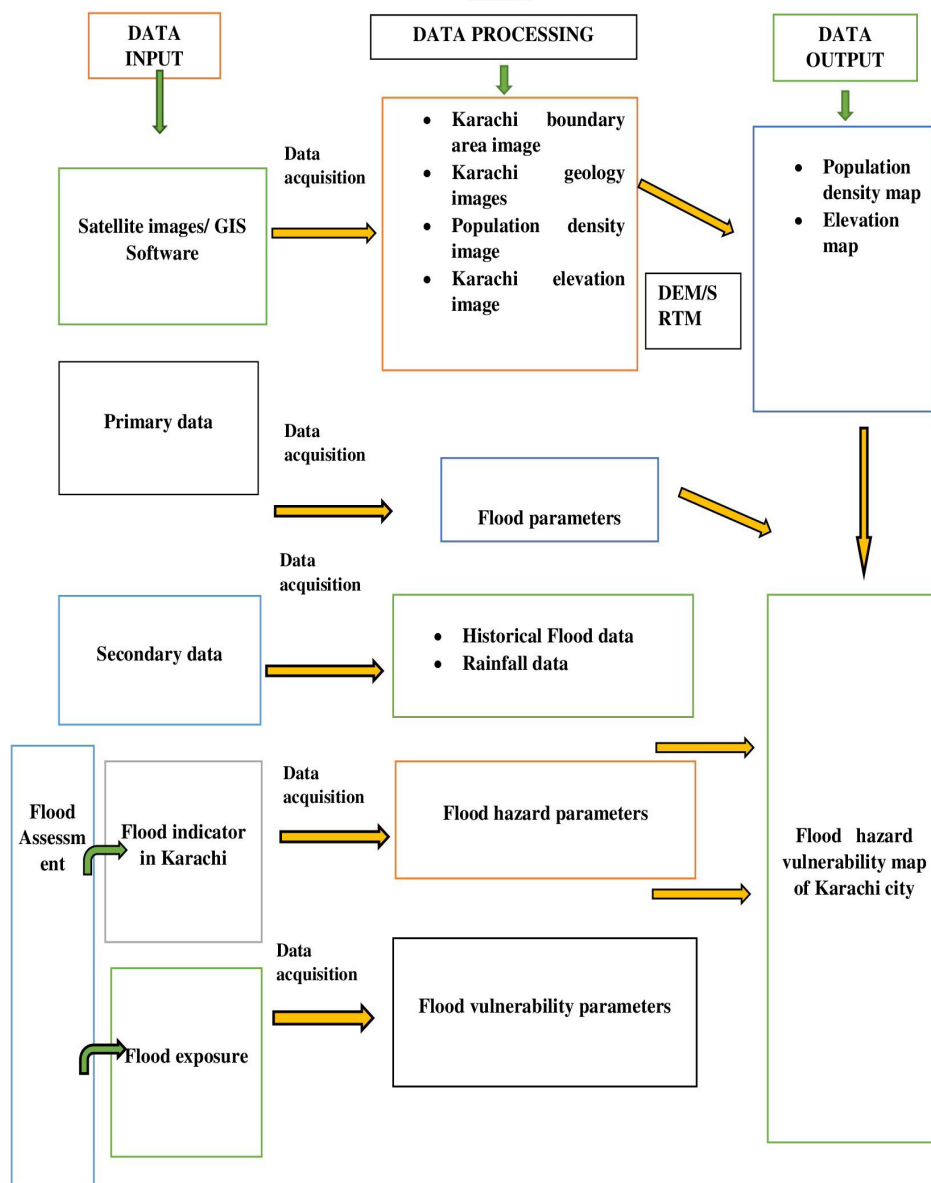 DATA
INPUT
DATA PROCESSING
DATA
OUTPUT
Data
acquisition
Satellite images/ GIS
Software
• Karachi boundary
area image
• Karachi geology
images
• Population density
image
• Karachi elevation
image
• Population
density map
• Elevation
map
DEM/S
RTM
Primary data
Data
acquisition
Flood parameters
Data
acquisition
Secondary data
• Historical Flood data
• Rainfall data
Flood
Assessm
ent
Flood indicator
in Karachi
Data
acquisition
Flood hazard parameters
Flood hazard
vulnerability map
of Karachi city
Data
acquisition
Flood exposure
Flood vulnerability parameters